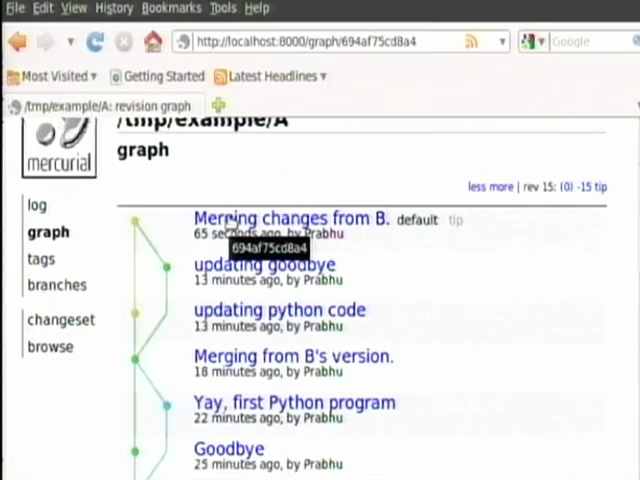 File Edit View History Bookmarks Tools Help
http://localhost:8000/graph/694af75cd8a4
Google
Most Visited Getting Started Latest Headlines
/tmp/example/A: revision graph
/tmp/example/A
mercurial
graph
less more | rev 15: (0) -15 tip
log
graph
tags
branches
changeset
browse
Merging changes from B. default tip
65 seconds ago, by Prabhu
694af75cd8a4
updating goodbye
13 minutes ago, by Prabhu
updating python code
13 minutes ago, by Prabhu
Merging from B's version.
18 minutes ago, by Prabhu
Yay, first Python program
22 minutes ago, by Prabhu
Goodbye
25 minutes ago, by Prabhu